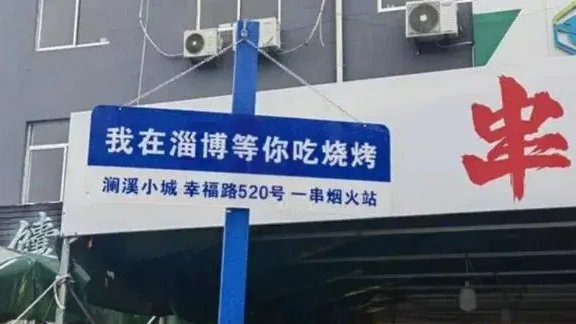 我在淄博等你吃烧烤
澜溪小城 幸福路520号 一串烟火站
串